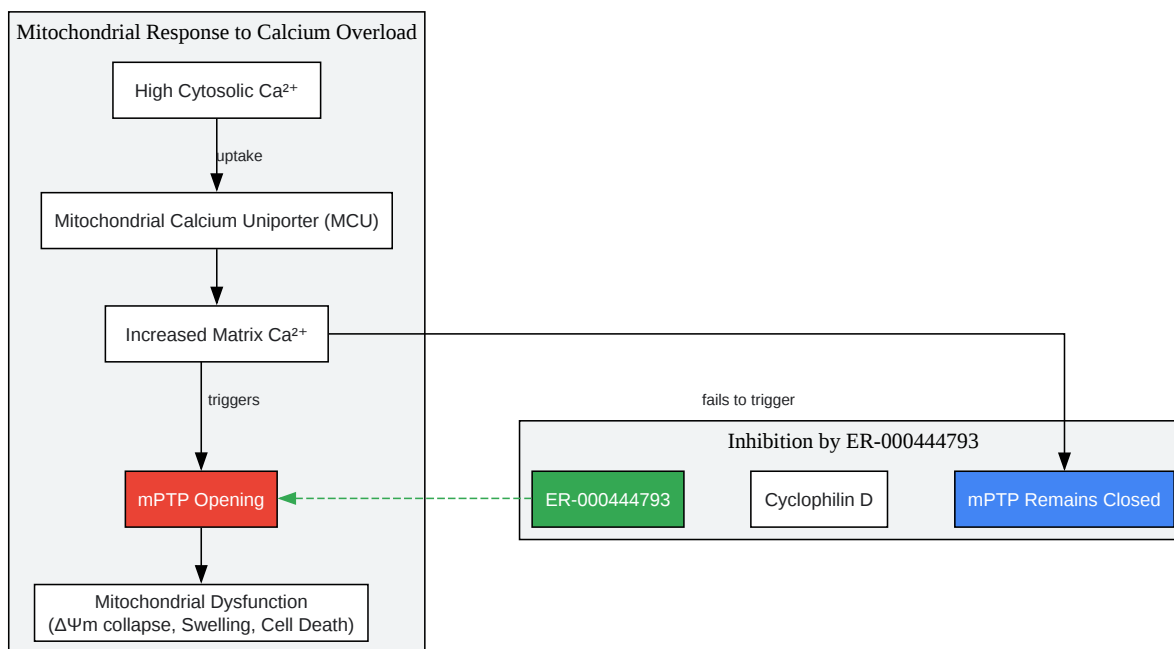 Mitochondrial Response to Calcium Overload
High Cytosolic Ca²⁺
uptake
Mitochondrial Calcium Uniporter (MCU)
Increased Matrix Ca²⁺
triggers
fails to trigger
Inhibition by ER-000444793
mPTP Opening
ER-000444793
Cyclophilin D
mPTP Remains Closed
Mitochondrial Dysfunction
(ΔΨm collapse, Swelling, Cell Death)